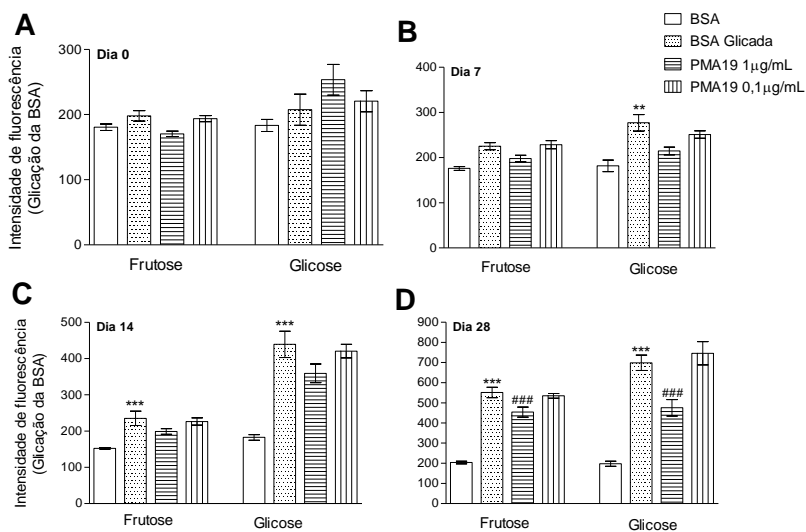 A
Dia 0
Intensidade de fluorescência
(Glicação da BSA)
300
200
100
0
Frutose
Glicose
B
Dia 7
BSA
BSA Glicada
PMA19 1µg/mL
PMA19 0,1µg/mL
400
300
200
100
0
**
Frutose
Glicose
C
Dia 14
Intensidade de fluorescência
(Glicação da BSA)
500
400
300
200
100
0
***
***
Frutose
Glicose
D
Dia 28
900
800
700
600
500
400
300
200
100
0
***
###
***
###
Frutose
Glicose